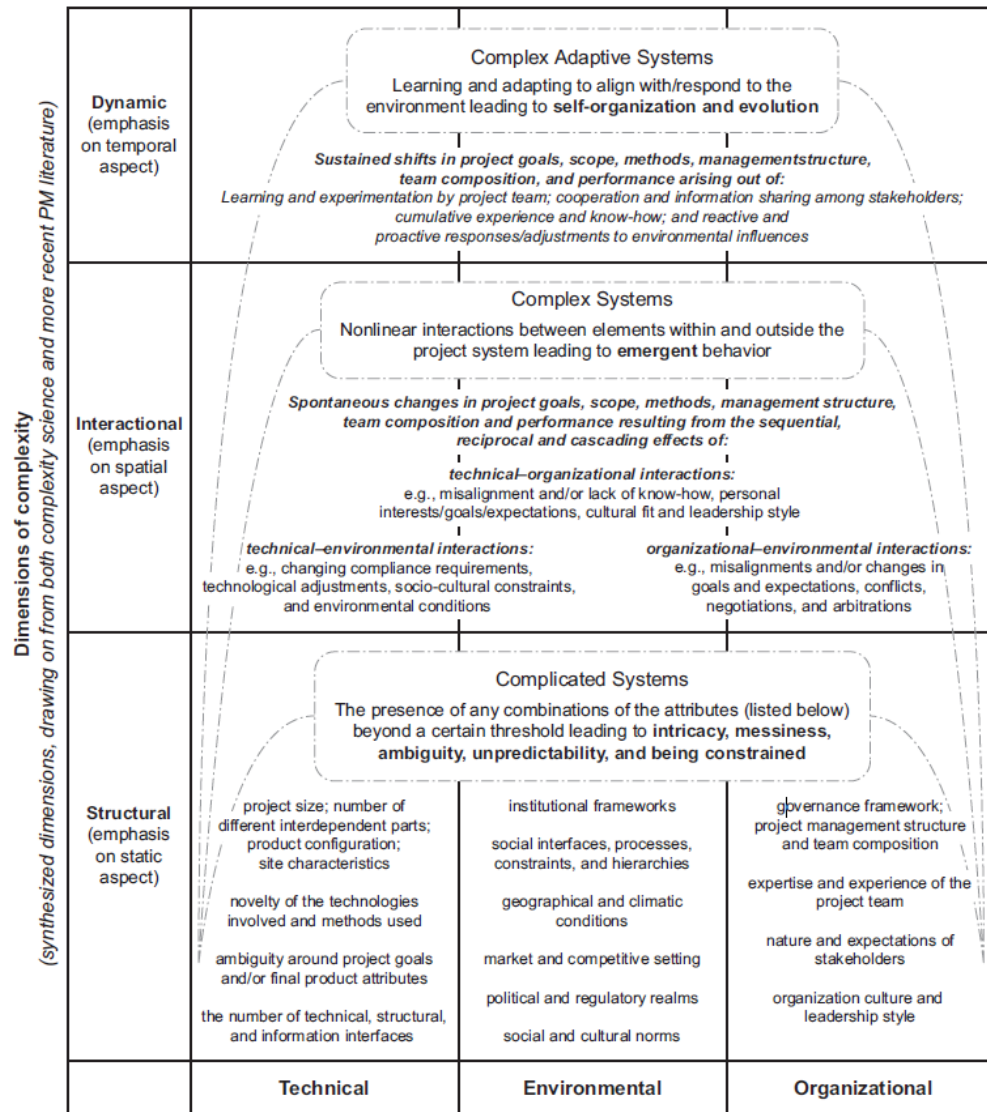 Dimensions of complexity
(synthesized dimensions, drawing on from both complexity science and more recent PM literature)
Dynamic
(emphasis
on temporal
aspect)
Complex Adaptive Systems
Learning and adapting to align with/respond to the
environment leading to self-organization and evolution
Sustained shifts in project goals, scope, methods, managementstructure,
team composition, and performance arising out of:
Learning and experimentation by project team; cooperation and information sharing among stakeholders;
cumulative experience and know-how; and reactive and
proactive responses/adjustments to environmental influences
Interactional
(emphasis
on spatial
aspect)
Complex Systems
Nonlinear interactions between elements within and outside the
project system leading to emergent behavior
Spontaneous changes in project goals, scope, methods, management structure,
team composition and performance resulting from the sequential,
reciprocal and cascading effects of:
technical–organizational interactions:
e.g., misalignment and/or lack of know-how, personal
interests/goals/expectations, cultural fit and leadership style
technical–environmental interactions:
e.g., changing compliance requirements,
technological adjustments, socio-cultural constraints,
and environmental conditions
organizational–environmental interactions:
e.g., misalignments and/or changes in
goals and expectations, conflicts,
negotiations, and arbitrations
Structural
(emphasis
on static
aspect)
Complicated Systems
The presence of any combinations of the attributes (listed below)
beyond a certain threshold leading to intricacy, messiness,
ambiguity, unpredictability, and being constrained
project size; number of
different interdependent parts;
product configuration;
site characteristics
novelty of the technologies
involved and methods used
ambiguity around project goals
and/or final product attributes
the number of technical, structural,
and information interfaces
institutional frameworks
social interfaces, processes,
constraints, and hierarchies
geographical and climatic
conditions
market and competitive setting
political and regulatory realms
social and cultural norms
governance framework;
project management structure
and team composition
expertise and experience of the
project team
nature and expectations of
stakeholders
organization culture and
leadership style
Technical
Environmental
Organizational